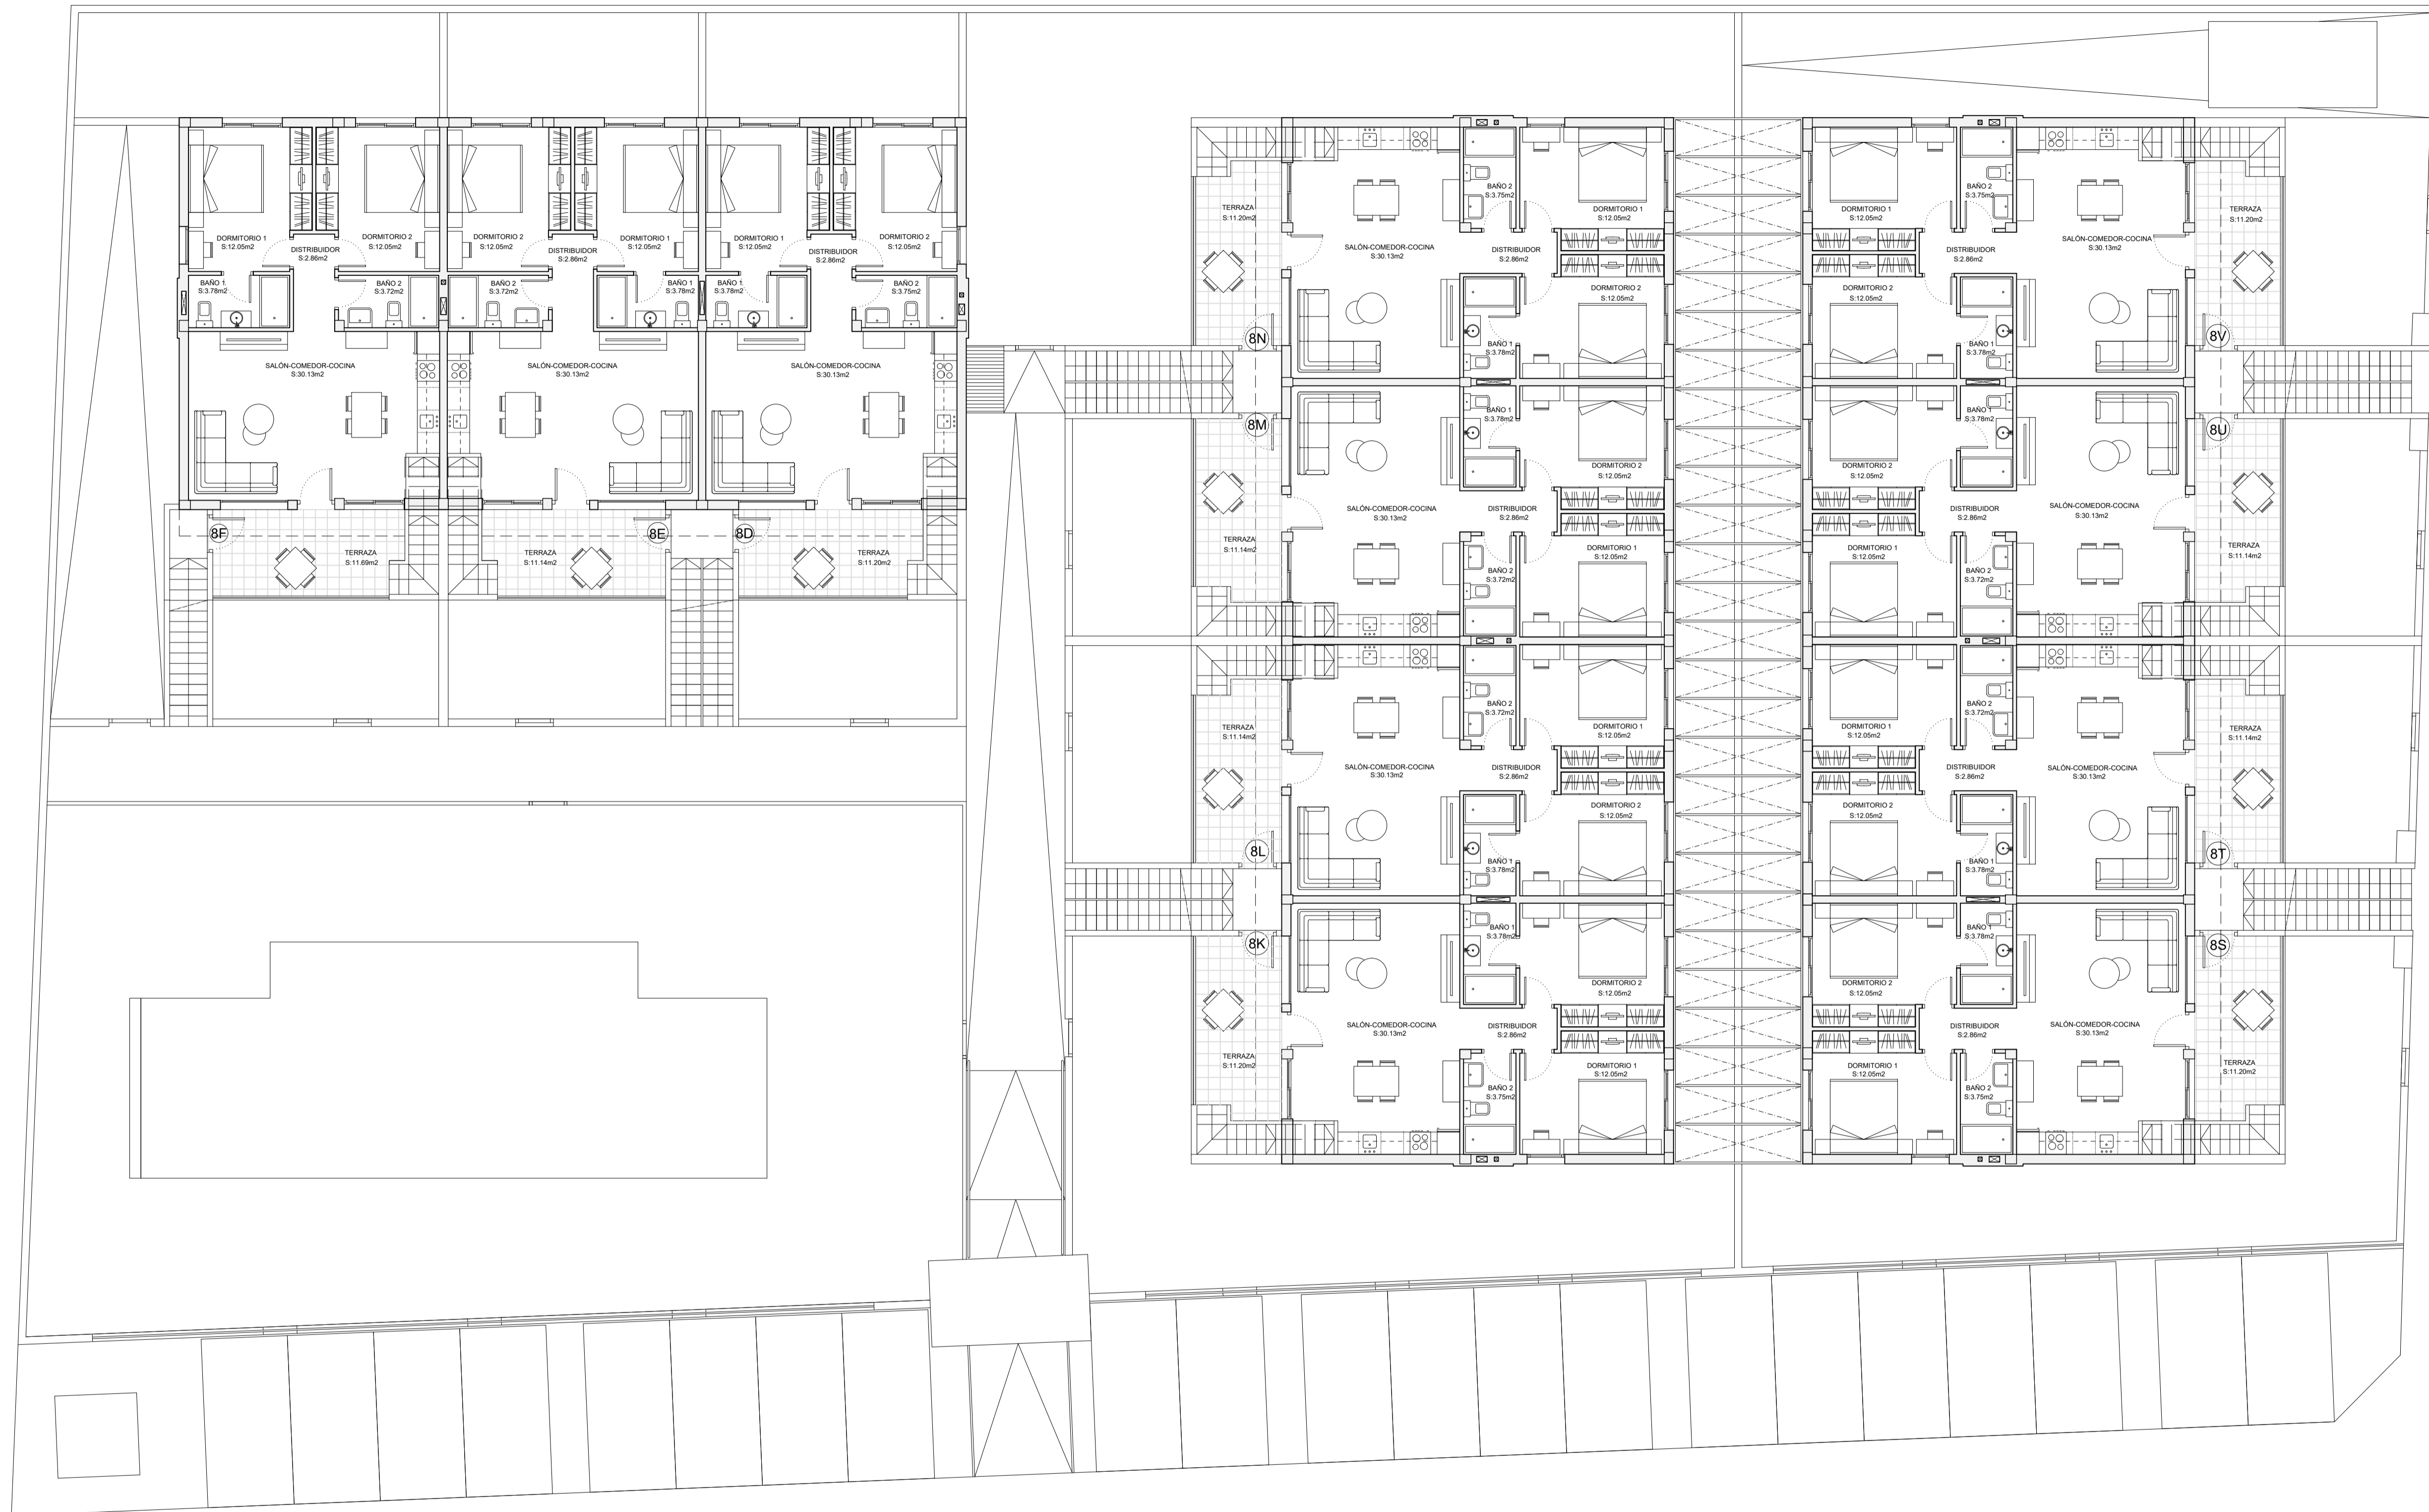 DORMITORIO 1
S:12.05m2
DISTRIBUIDOR
S:2.86m2
DORMITORIO 2
S:12.05m2
BAÑO 1
S:3.78m2
BAÑO 2
S:3.72m2
SALÓN-COMEDOR-COCINA
S:30.13m2
8F
TERRAZA
S:11.69m2
DORMITORIO 2
S:12.05m2
DISTRIBUIDOR
S:2.86m2
DORMITORIO 1
S:12.05m2
BAÑO 2
S:3.72m2
BAÑO 1
S:3.78m2
SALÓN-COMEDOR-COCINA
S:30.13m2
TERRAZA
S:11.14m2
8E
DORMITORIO 1
S:12.05m2
DISTRIBUIDOR
S:2.86m2
DORMITORIO 2
S:12.05m2
BAÑO 1
S:3.78m2
BAÑO 2
S:3.75m2
SALÓN-COMEDOR-COCINA
S:30.13m2
8D
TERRAZA
S:11.20m2
TERRAZA
S:11.20m2
BAÑO 2
S:3.75m2
DORMITORIO 1
S:12.05m2
SALÓN-COMEDOR-COCINA
S:30.13m2
DISTRIBUIDOR
S:2.86m2
DORMITORIO 2
S:12.05m2
8N
BAÑO 1
S:3.78m2
8M
BAÑO 1
S:3.78m2
DORMITORIO 2
S:12.05m2
SALÓN-COMEDOR-COCINA
S:30.13m2
DISTRIBUIDOR
S:2.86m2
TERRAZA
S:11.14m2
DORMITORIO 1
S:12.05m2
BAÑO 2
S:3.72m2
BAÑO 2
S:3.72m2
TERRAZA
S:11.14m2
DORMITORIO 1
S:12.05m2
SALÓN-COMEDOR-COCINA
S:30.13m2
DISTRIBUIDOR
S:2.86m2
DORMITORIO 2
S:12.05m2
8L
BAÑO 1
S:3.78m2
8K
BAÑO 1
S:3.78m2
DORMITORIO 2
S:12.05m2
SALÓN-COMEDOR-COCINA
S:30.13m2
DISTRIBUIDOR
S:2.86m2
TERRAZA
S:11.20m2
DORMITORIO 1
S:12.05m2
BAÑO 2
S:3.75m2
BAÑO 2
S:3.75m2
DORMITORIO 1
S:12.05m2
TERRAZA
S:11.20m2
SALÓN-COMEDOR-COCINA
S:30.13m2
DISTRIBUIDOR
S:2.86m2
DORMITORIO 2
S:12.05m2
8V
BAÑO 1
S:3.78m2
BAÑO 1
S:3.78m2
8U
DORMITORIO 2
S:12.05m2
DISTRIBUIDOR
S:2.86m2
SALÓN-COMEDOR-COCINA
S:30.13m2
DORMITORIO 1
S:12.05m2
TERRAZA
S:11.14m2
BAÑO 2
S:3.72m2
BAÑO 2
S:3.72m2
DORMITORIO 1
S:12.05m2
TERRAZA
S:11.14m2
DISTRIBUIDOR
S:2.86m2
SALÓN-COMEDOR-COCINA
S:30.13m2
DORMITORIO 2
S:12.05m2
8T
BAÑO 1
S:3.78m2
BAÑO 1
S:3.78m2
8S
DORMITORIO 2
S:12.05m2
DISTRIBUIDOR
S:2.86m2
SALÓN-COMEDOR-COCINA
S:30.13m2
DORMITORIO 1
S:12.05m2
TERRAZA
S:11.20m2
BAÑO 2
S:3.75m2